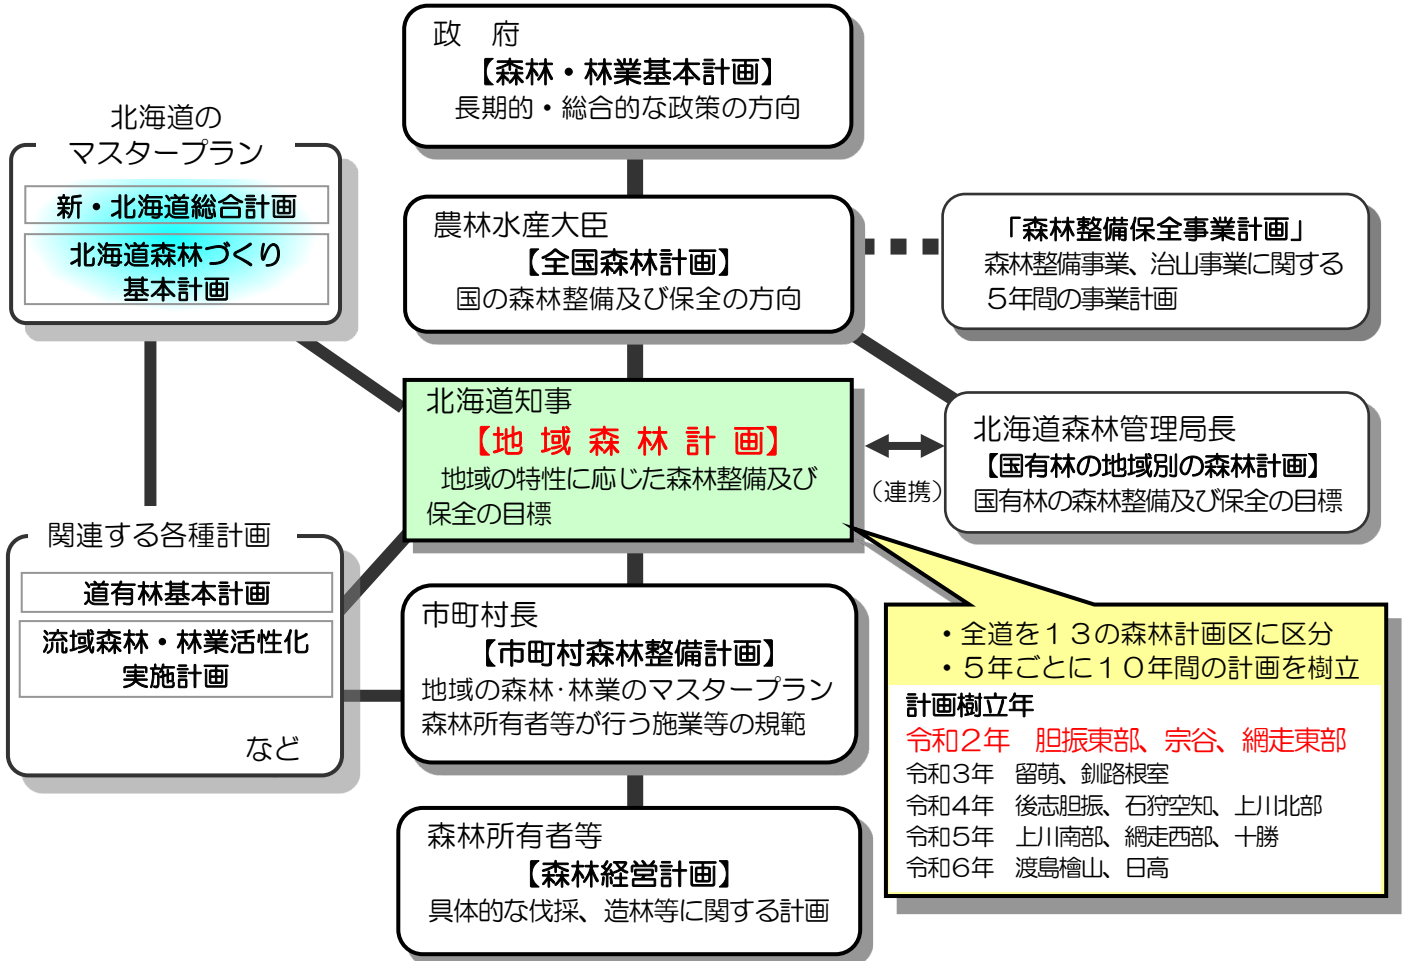 政　府
【森林・林業基本計画】
長期的・総合的な政策の方向
北海道の
マスタープラン
新・北海道総合計画
北海道森林づくり
基本計画
農林水産大臣
【全国森林計画】
国の森林整備及び保全の方向
「森林整備保全事業計画」
森林整備事業、治山事業に関する
５年間の事業計画
北海道知事
【地 域 森 林 計 画】
地域の特性に応じた森林整備及び
保全の目標
（連携）
北海道森林管理局長
【国有林の地域別の森林計画】
国有林の森林整備及び保全の目標
関連する各種計画
道有林基本計画
流域森林・林業活性化
実施計画
など
市町村長
【市町村森林整備計画】
地域の森林・林業のマスタープラン
森林所有者等が行う施業等の規範
・全道を１３の森林計画区に区分
・５年ごとに１０年間の計画を樹立
計画樹立年
令和２年　胆振東部、宗谷、網走東部
令和３年　留萌、釧路根室
令和４年　後志胆振、石狩空知、上川北部
令和５年　上川南部、網走西部、十勝
令和６年　渡島檜山、日高
森林所有者等
【森林経営計画】
具体的な伐採、造林等に関する計画